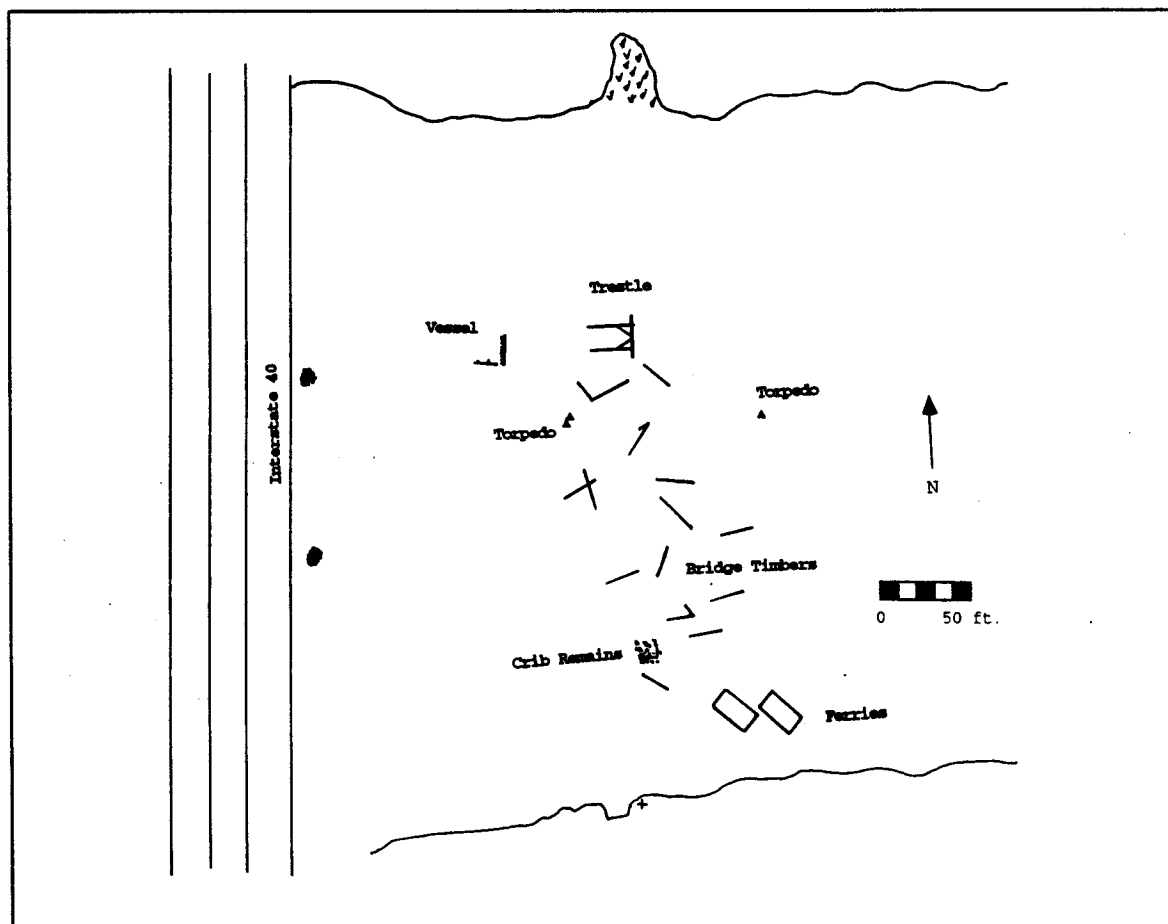 Trestle
Vessel
Torpedo
Torpedo
Interstate 40
N
Bridge Timbers
0 50 ft.
Crib Remains
Ferries